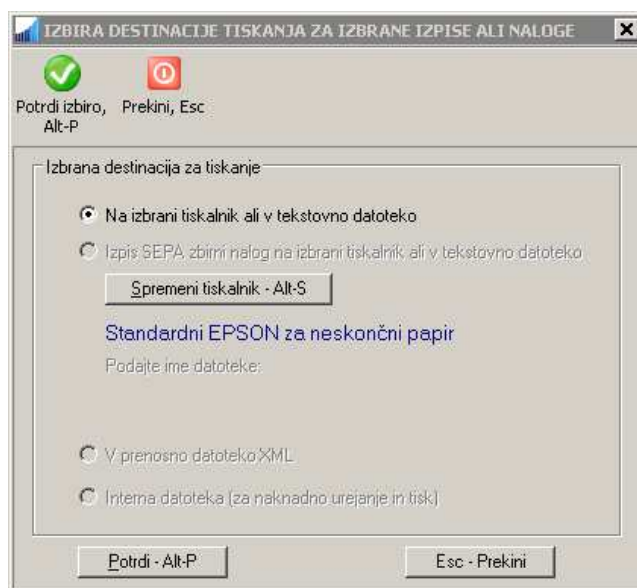 IZBIRA DESTINACIJE TISKANJA ZA IZBRANE IZPISE ALI NALOGE
Potrdi izbiro,
Alt-P
Prekini, Esc
Izbrana destinacija za tiskanje
Na izbrani tiskalnik ali v tekstovno datoteko
Izpis SEPA zbirni nalog na izbrani tiskalnik ali v tekstovno datoteko
Spremeni tiskalnik - Alt-S
Standardni EPSON za neskončni papir
Podajte ime datoteke:
V prenosno datoteko XML
Interna datoteka (za naknadno urejanje in tisk)
Potrdi - Alt-P
Esc - Prekini